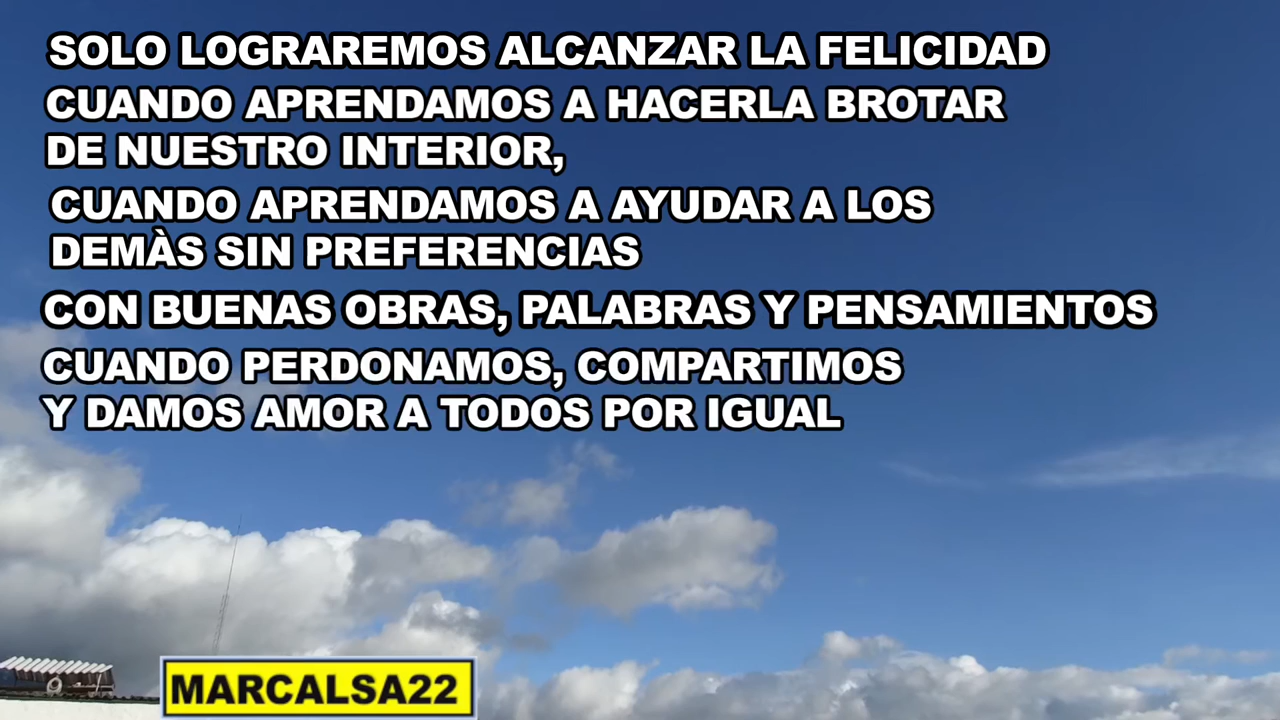 SOLO LOGRAREMOS ALCANZAR LA FELICIDAD
CUANDO APRENDAMOS A HACERLA BROTAR
DE NUESTRO INTERIOR,
CUANDO APRENDAMOS A AYUDAR A LOS
DEMÀS SIN PREFERENCIAS
CON BUENAS OBRAS, PALABRAS Y PENSAMIENTOS
CUANDO PERDONAMOS, COMPARTIMOS
Y DAMOS AMOR A TODOS POR IGUAL
MARCALSA22